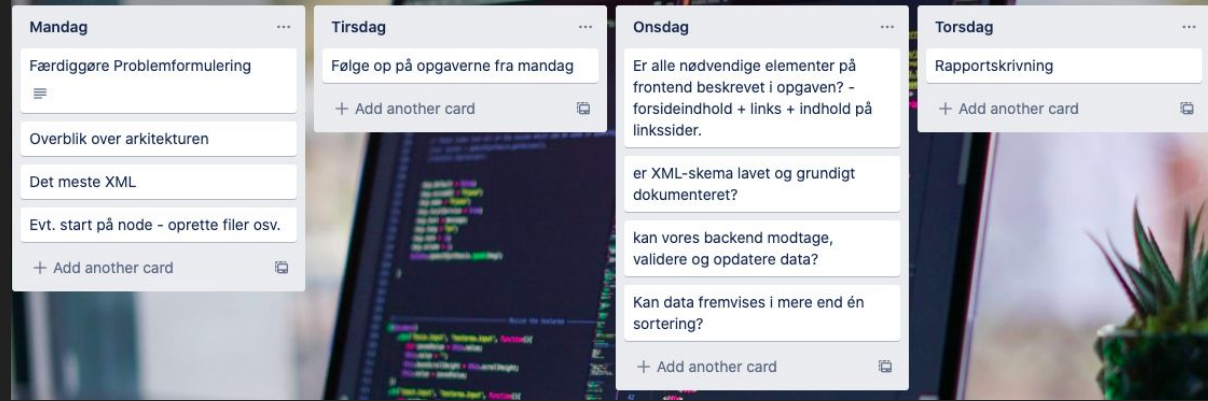 Mandag
Færdiggøre Problemformulering
Overblik over arkitekturen
Det meste XML
Evt. start på node - oprette filer osv.
+ Add another card
Tirsdag
Følge op på opgaverne fra mandag
+ Add another card
Onsdag
Er alle nødvendige elementer på
frontend beskrevet i opgaven? -
forsideindhold + links + indhold på
linkssider.
er XML-skema lavet og grundigt
dokumenteret?
kan vores backend modtage,
validere og opdatere data?
Kan data fremvises i mere end én
sortering?
+ Add another card
Torsdag
Rapportskrivning
+ Add another card